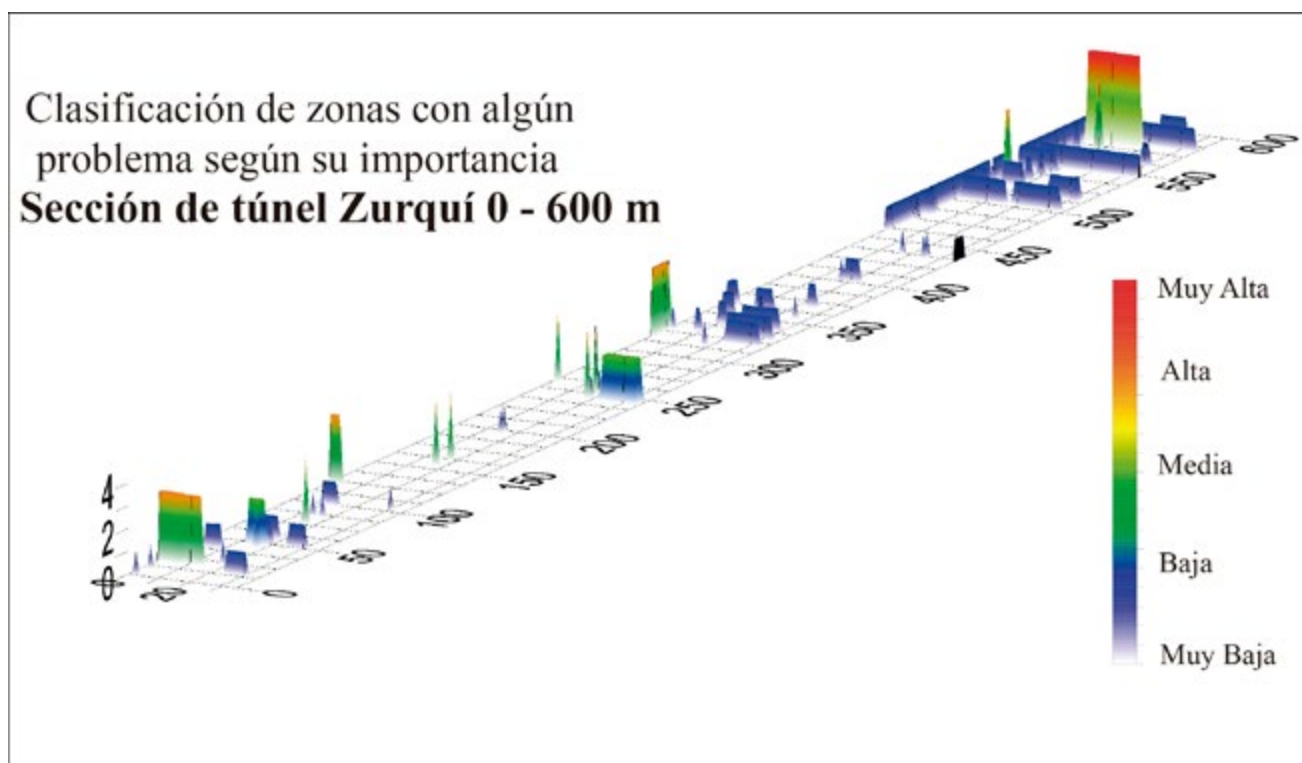 Clasificación de zonas con algún
problema según su importancia
Sección de túnel Zurquí 0 - 600 m
600
550
500
450
400
350
300
250
200
150
100
50
0
4
2
0
0
20
Muy Alta
Alta
Media
Baja
Muy Baja